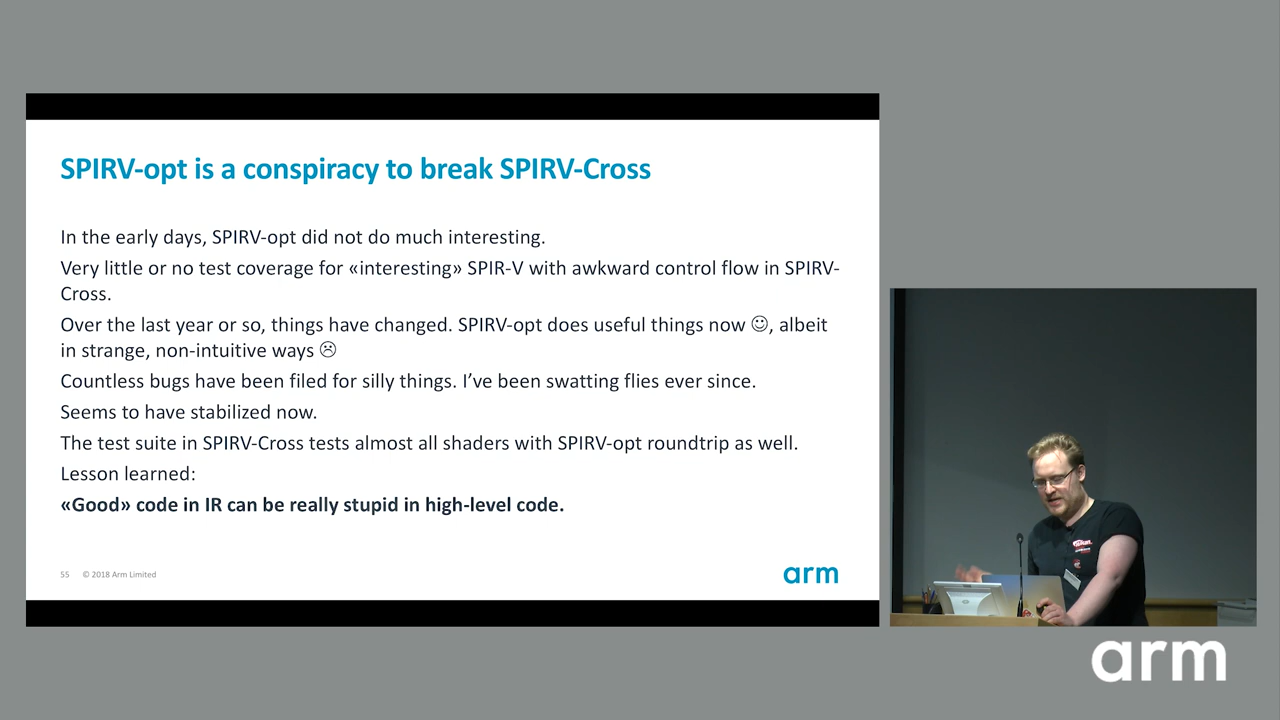 SPIRV-opt is a conspiracy to break SPIRV-Cross
In the early days, SPIRV-opt did not do much interesting.
Very little or no test coverage for «interesting» SPIR-V with awkward control flow in SPIRV-
Cross.
Over the last year or so, things have changed. SPIRV-opt does useful things now ☺, albeit
in strange, non-intuitive ways ☹
Countless bugs have been filed for silly things. I've been swatting flies ever since.
Seems to have stabilized now.
The test suite in SPIRV-Cross tests almost all shaders with SPIRV-opt roundtrip as well.
Lesson learned:
«Good» code in IR can be really stupid in high-level code.
55 © 2018 Arm Limited
arm
arm